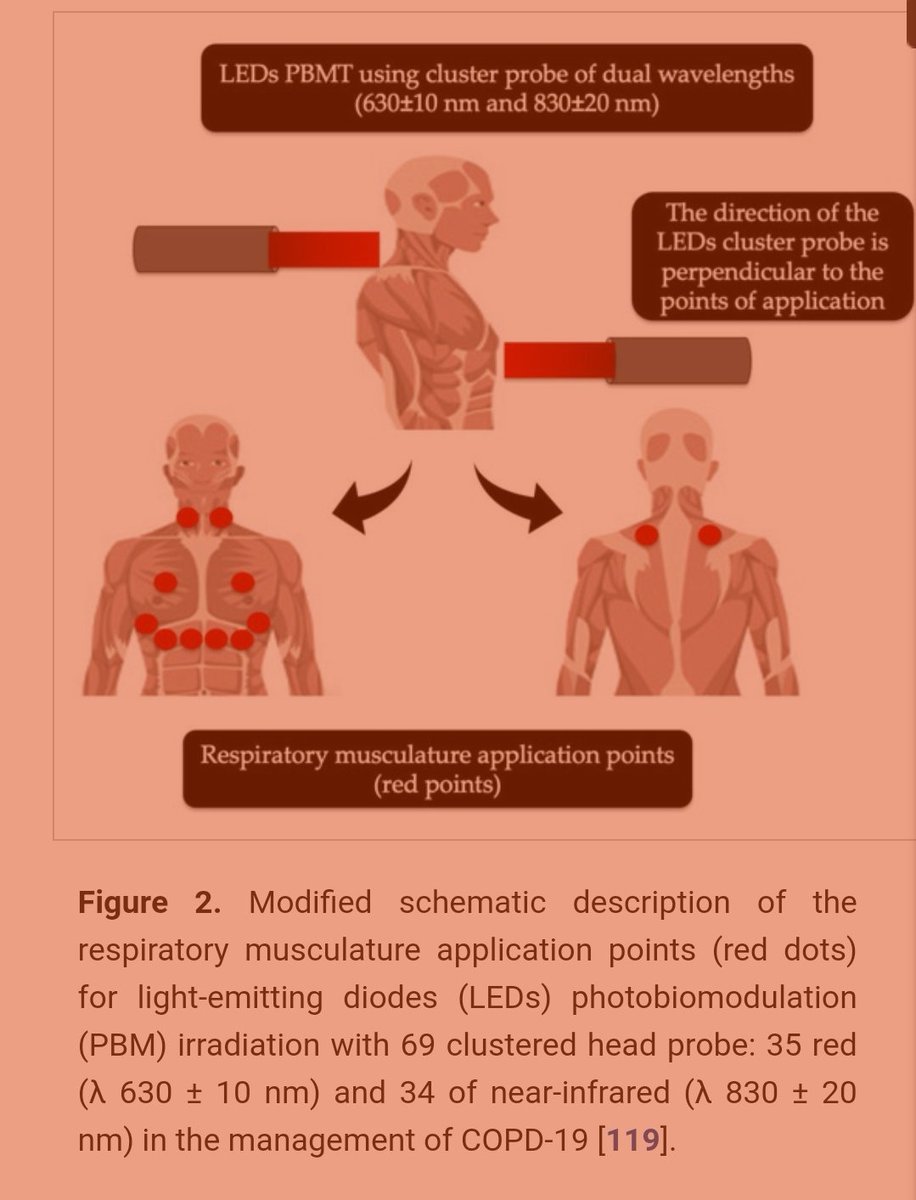 LEDs PBMT using cluster probe of dual wavelengths
(630±10 nm and 830±20 nm)
The direction of the
LEDs cluster probe is
perpendicular to the
points of application
Respiratory musculature application points
(red points)
Figure 2. Modified schematic description of the
respiratory musculature application points (red dots)
for light-emitting diodes (LEDs) photobiomodulation
(PBM) irradiation with 69 clustered head probe: 35 red
(λ 630 ± 10 nm) and 34 of near-infrared (λ 830 ± 20
nm) in the management of COPD-19 [119].